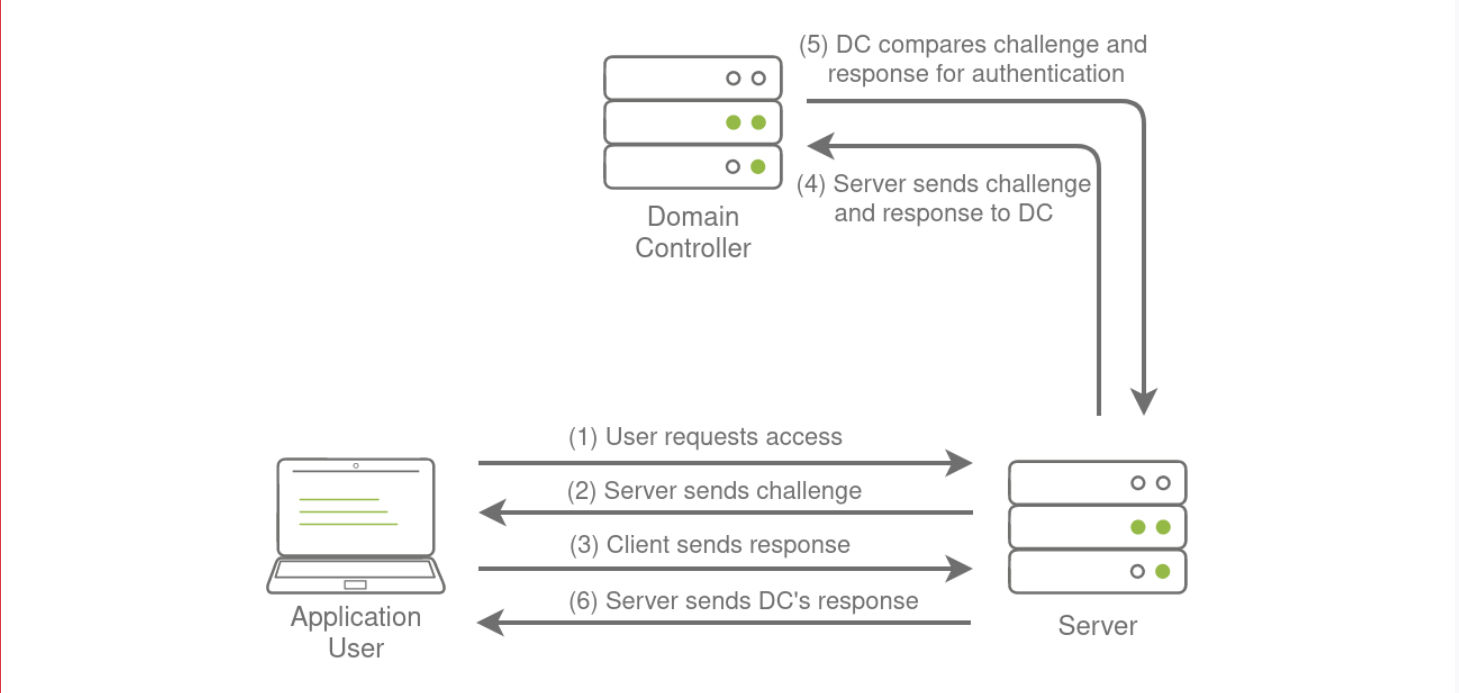 (5) DC compares challenge and
response for authentication
(4) Server sends challenge
and response to DC
Domain
Controller
(1) User requests access
(2) Server sends challenge
(3) Client sends response
(6) Server sends DC's response
Application
User
Server